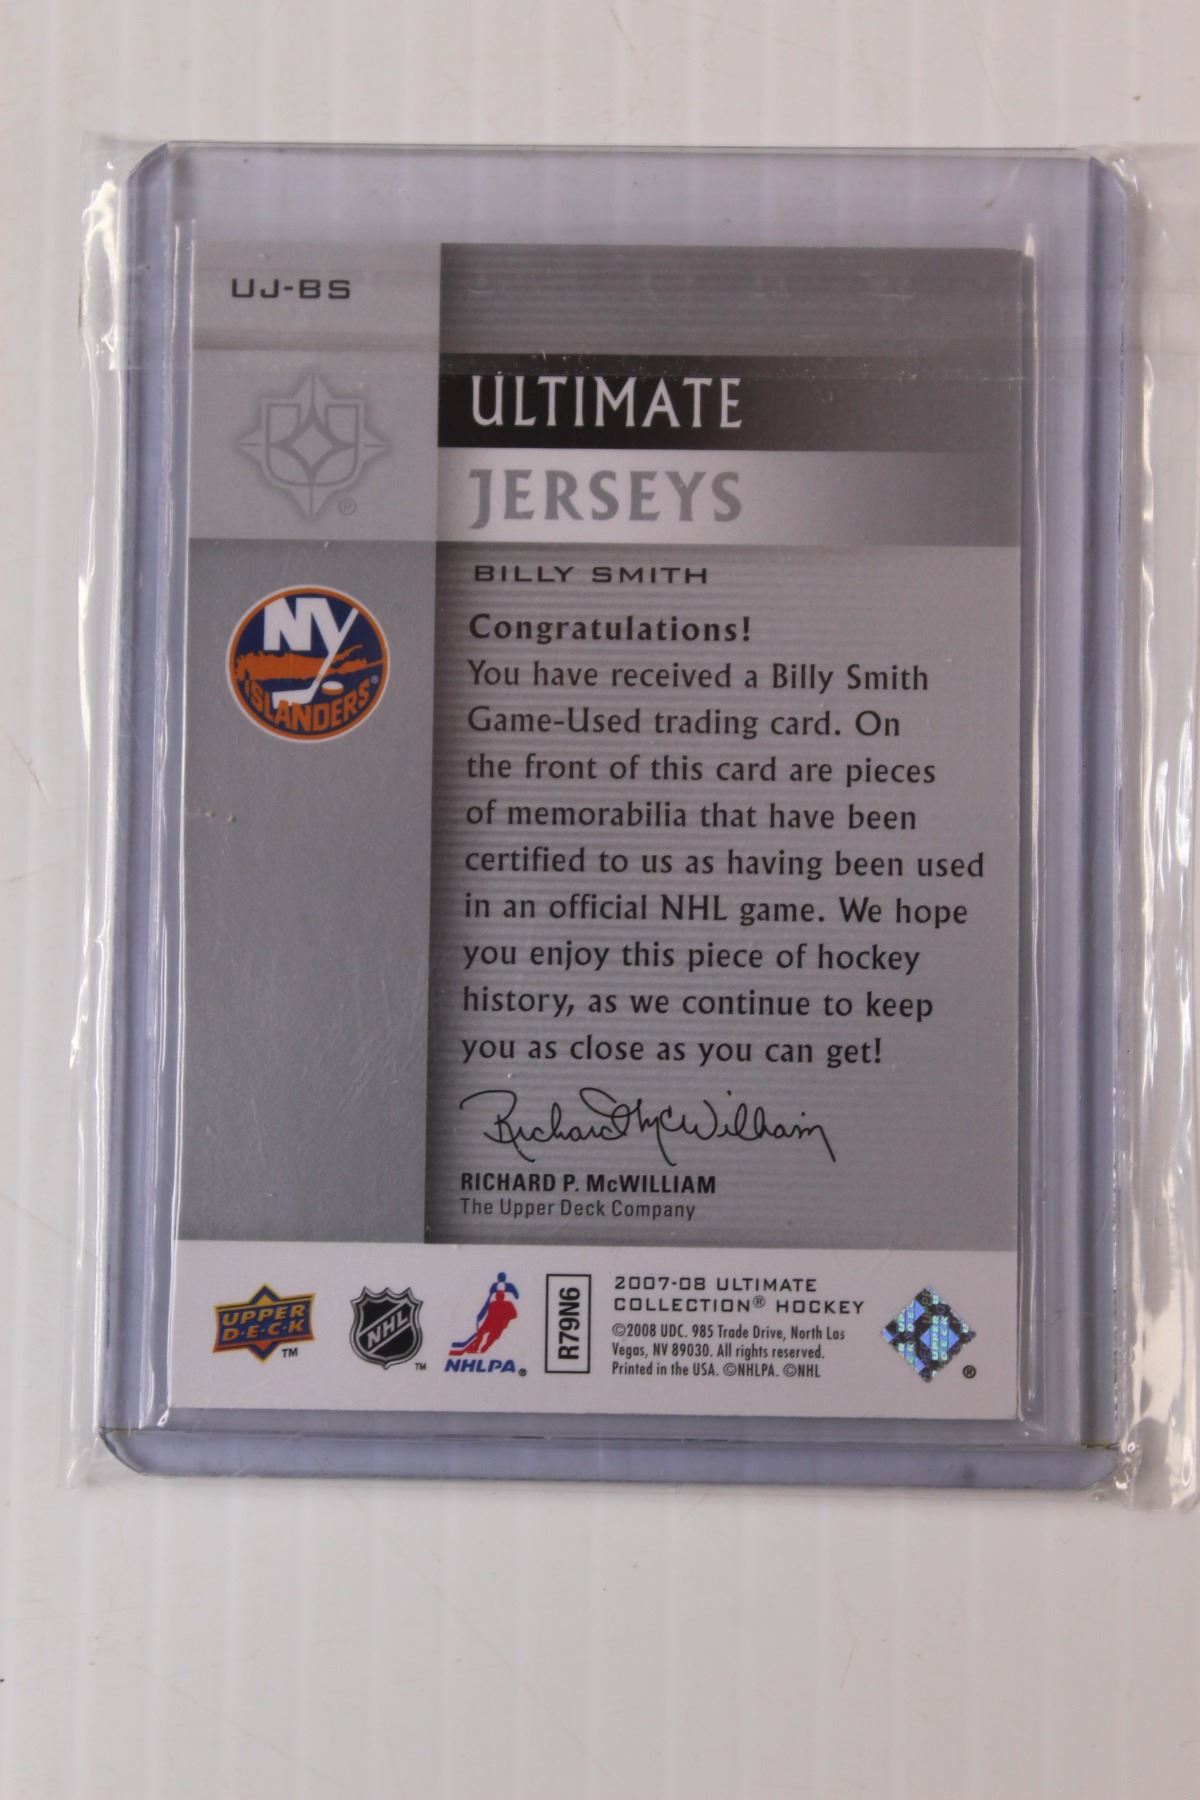 UJ-BS
ULTIMATE
JERSEYS
BILLY SMITH
NY
ISLANDERS®
Congratulations!
You have received a Billy Smith
Game-Used trading card. On
the front of this card are pieces
of memorabilia that have been
certified to us as having been used
in an official NHL game. We hope
you enjoy this piece of hockey
history, as we continue to keep
you as close as you can get!
Richard McWilliam
RICHARD P. McWILLIAM
The Upper Deck Company
UPPER
D·E·C·K
TM
NHL
TM
NHLPA®
R79N6
2007-08 ULTIMATE
COLLECTION® HOCKEY
©2008 UDC. 985 Trade Drive, North Las
Vegas, NV 89030. All rights reserved.
Printed in the USA. ©NHLPA. ©NHL
UPPER
DECK
®